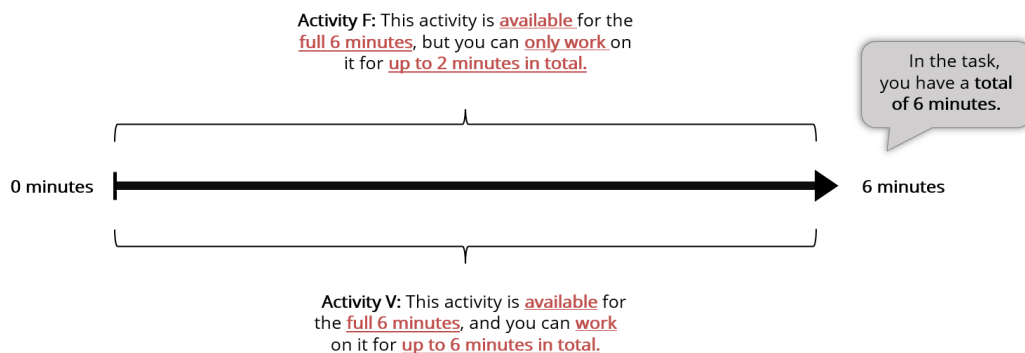 Activity F: This activity is available for the
full 6 minutes, but you can only work on
it for up to 2 minutes in total.
In the task,
you have a total
of 6 minutes.
0 minutes
6 minutes
Activity V: This activity is available for
the full 6 minutes, and you can work
on it for up to 6 minutes in total.